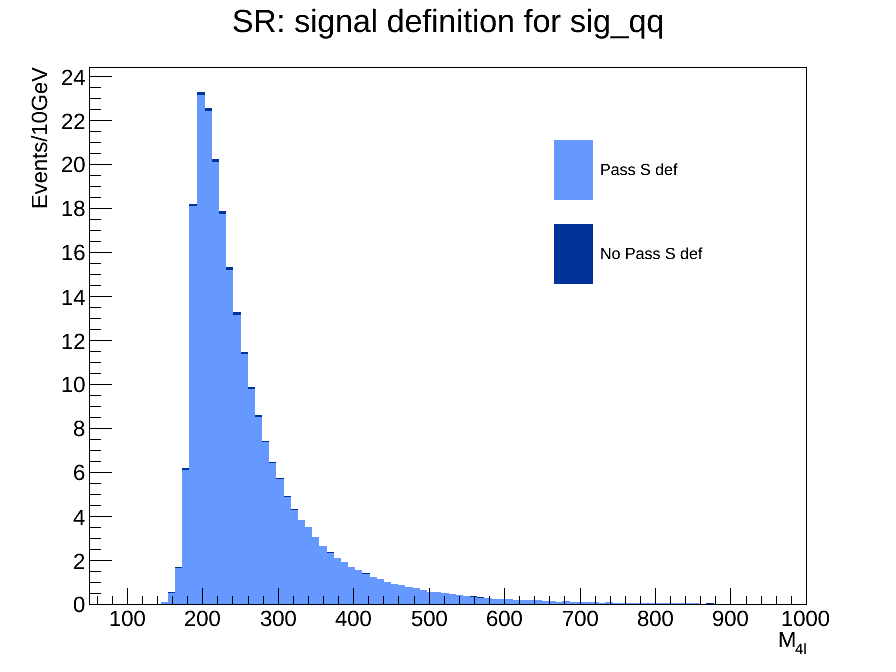 SR: signal definition for sig_qq
Events/10GeV
24
22
20
18
16
14
12
10
8
6
4
2
0
Pass S def
No Pass S def
100 200 300 400 500 600 700 800 900 1000
M4l